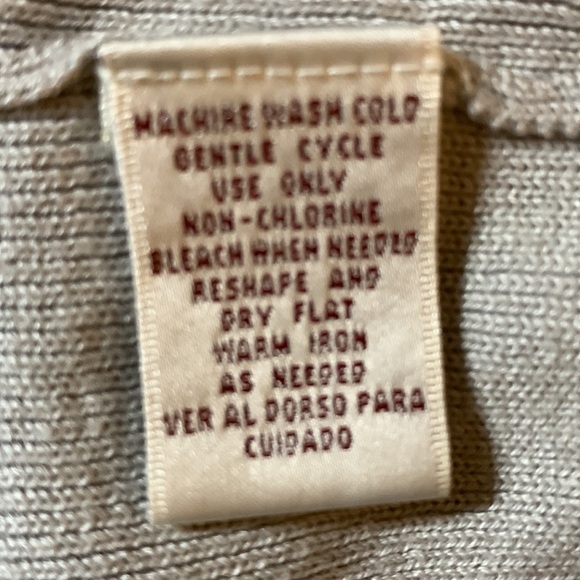 MACHINE WASH COLD
GENTLE CYCLE
USE ONLY
NON-CHLORINE
BLEACH WHEN NEEDED
RESHAPE AND
DRY FLAT
WARM IRON
AS NEEDED
VER AL DORSO PARA
CUIDADO